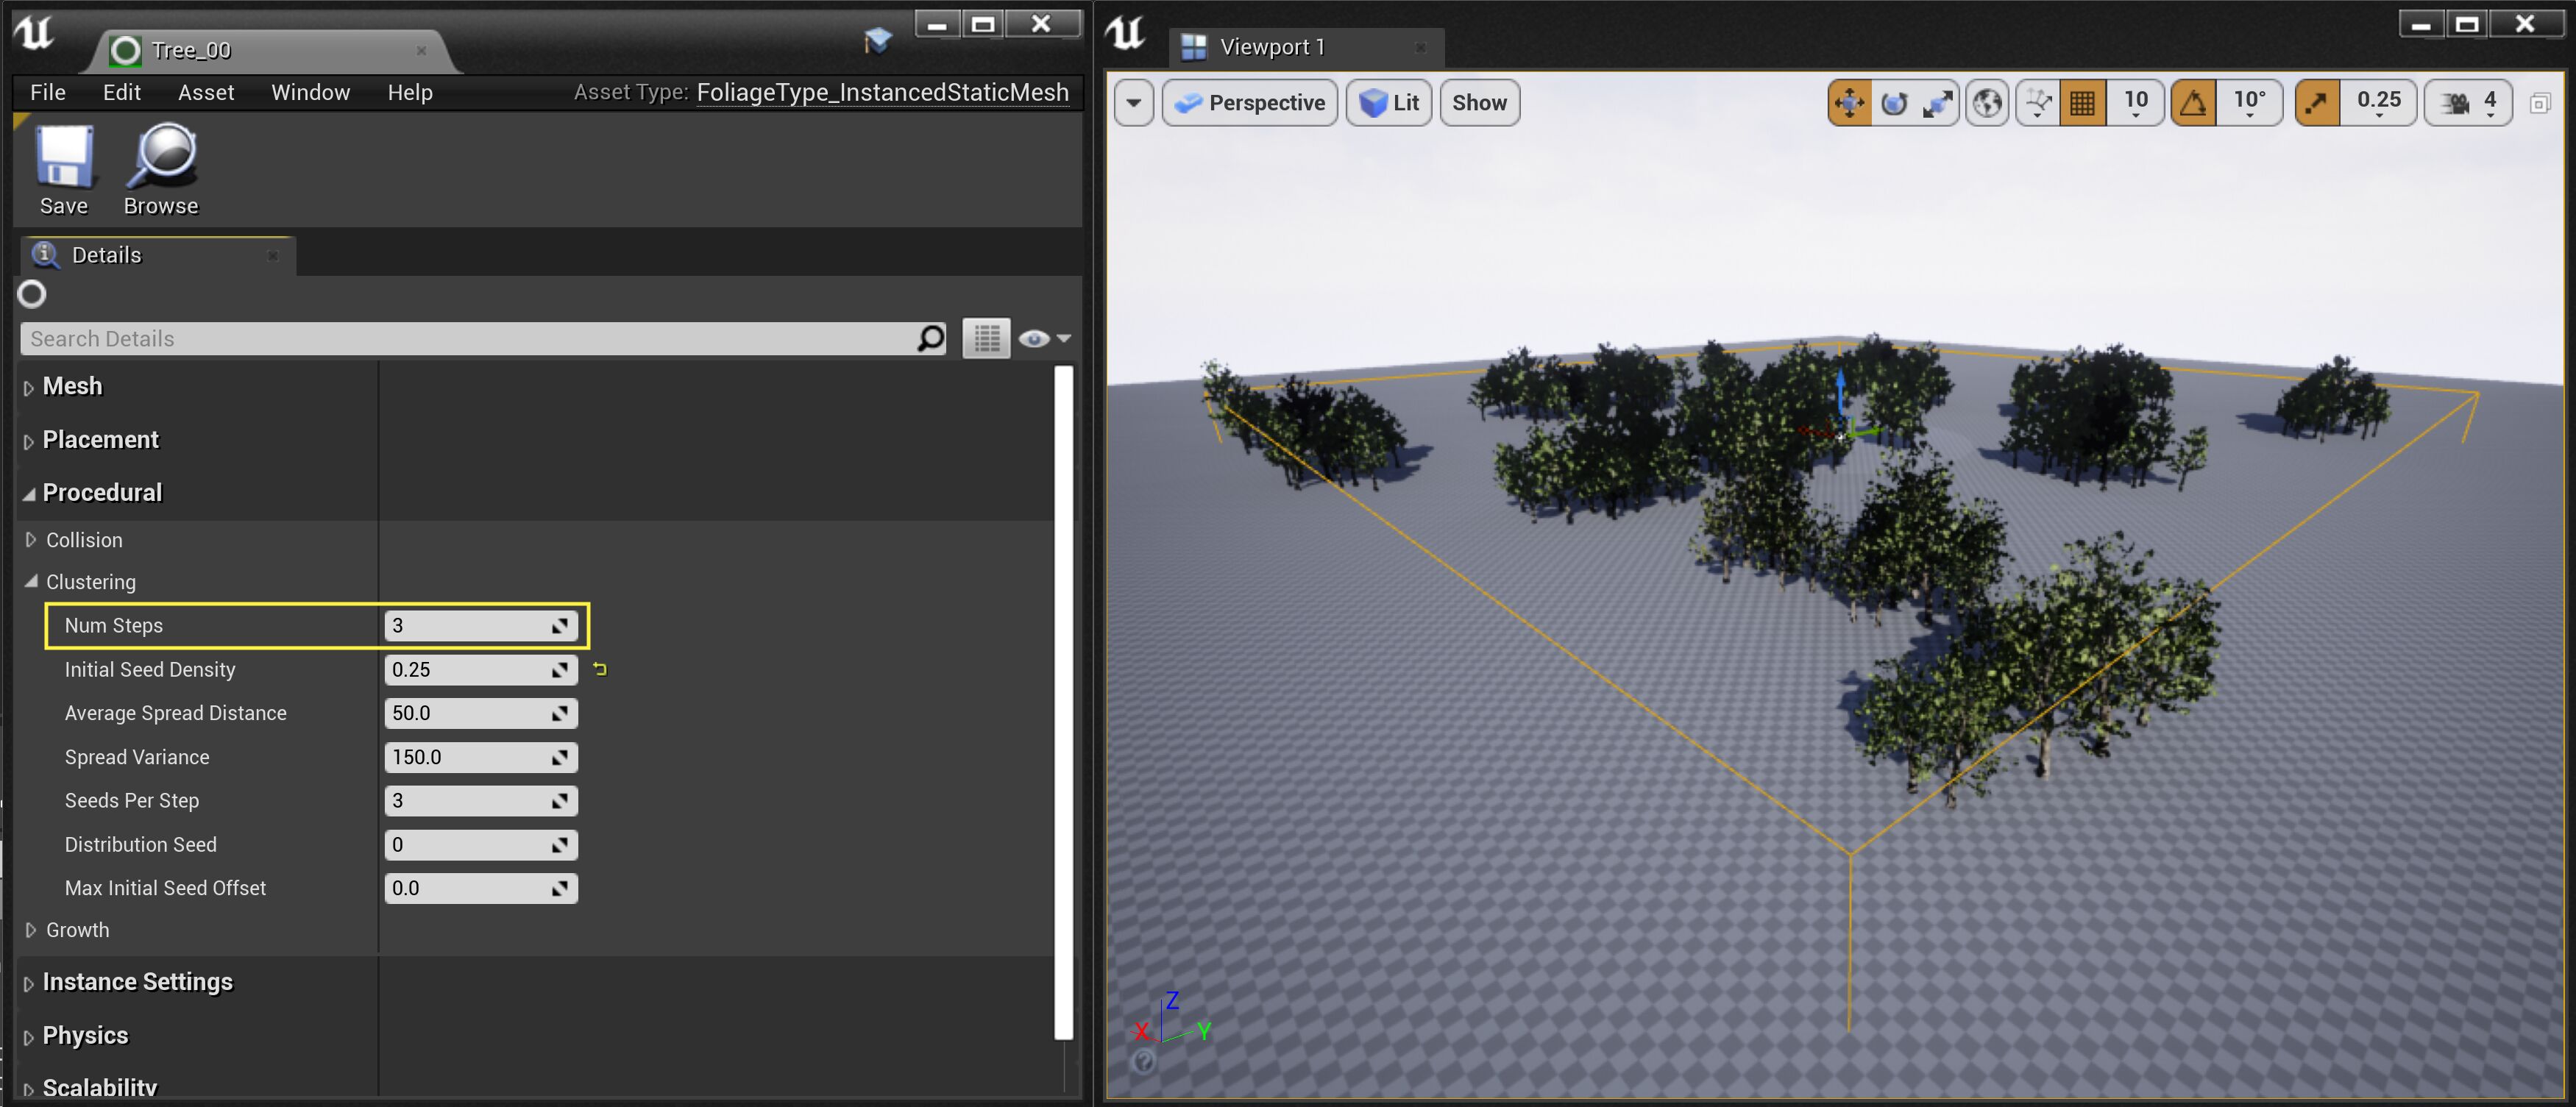 Tree_00
File Edit Asset Window Help Asset Type: FoliageType_InstancedStaticMesh
Save Browse
Details
Search Details
Mesh
Placement
Procedural
Collision
Clustering
Num Steps 3
Initial Seed Density 0.25
Average Spread Distance 50.0
Spread Variance 150.0
Seeds Per Step 3
Distribution Seed 0
Max Initial Seed Offset 0.0
Growth
Instance Settings
Physics
Scalability
Viewport 1
Perspective Lit Show 10 10° 0.25 4
Z
X Y